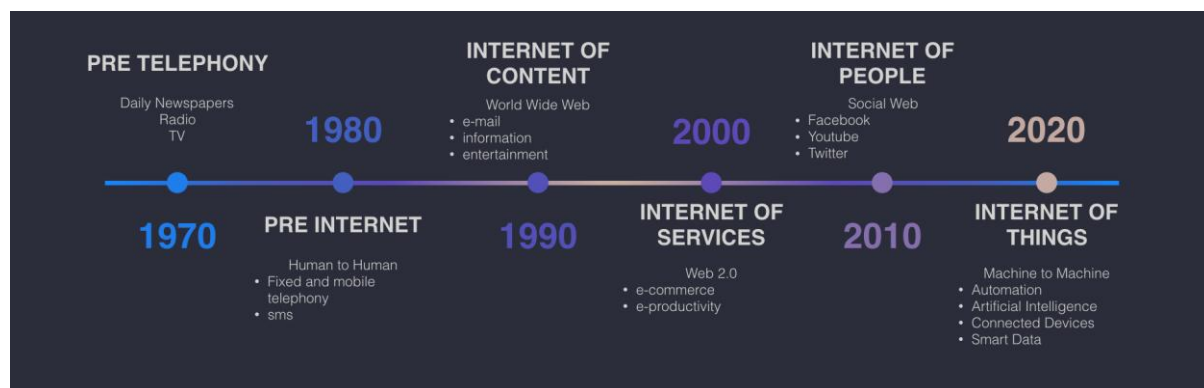 PRE TELEPHONY
Daily Newspapers
Radio
TV
1970
1980
PRE INTERNET
Human to Human
• Fixed and mobile
telephony
• sms
INTERNET OF
CONTENT
World Wide Web
• e-mail
• information
• entertainment
1990
2000
INTERNET OF
SERVICES
Web 2.0
• e-commerce
• e-productivity
INTERNET OF
PEOPLE
Social Web
• Facebook
• Youtube
• Twitter
2010
2020
INTERNET OF
THINGS
Machine to Machine
• Automation
• Artificial Intelligence
• Connected Devices
• Smart Data